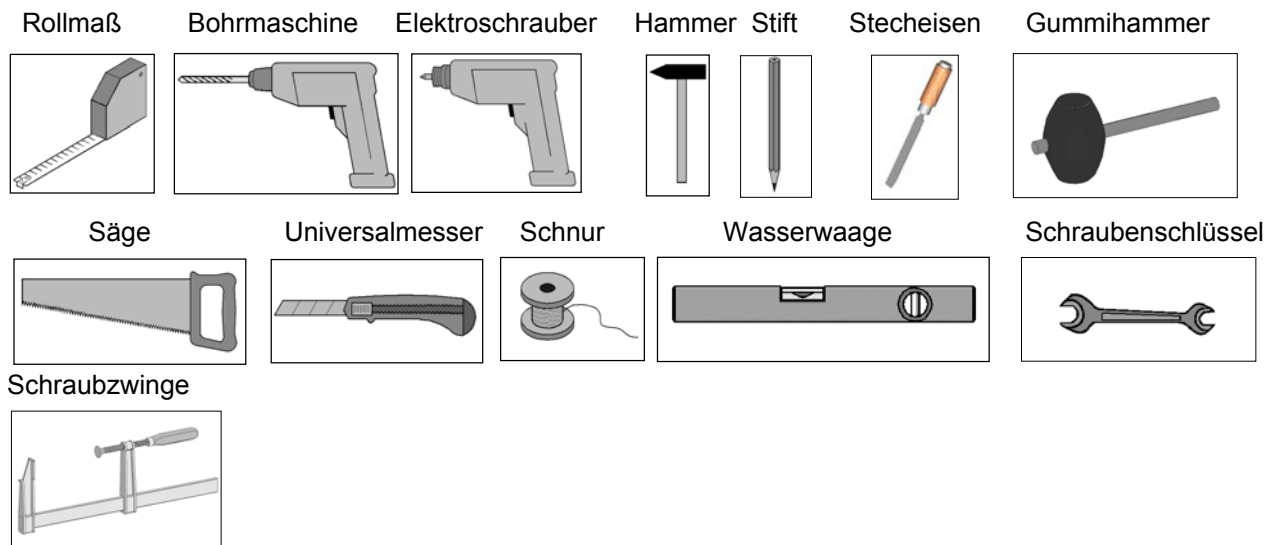 Rollmaß Bohrmaschine Elektroschrauber Hammer Stift Stecheisen Gummihammer
Säge Universalmesser Schnur Wasserwaage Schraubenschlüssel
Schraubzwinge